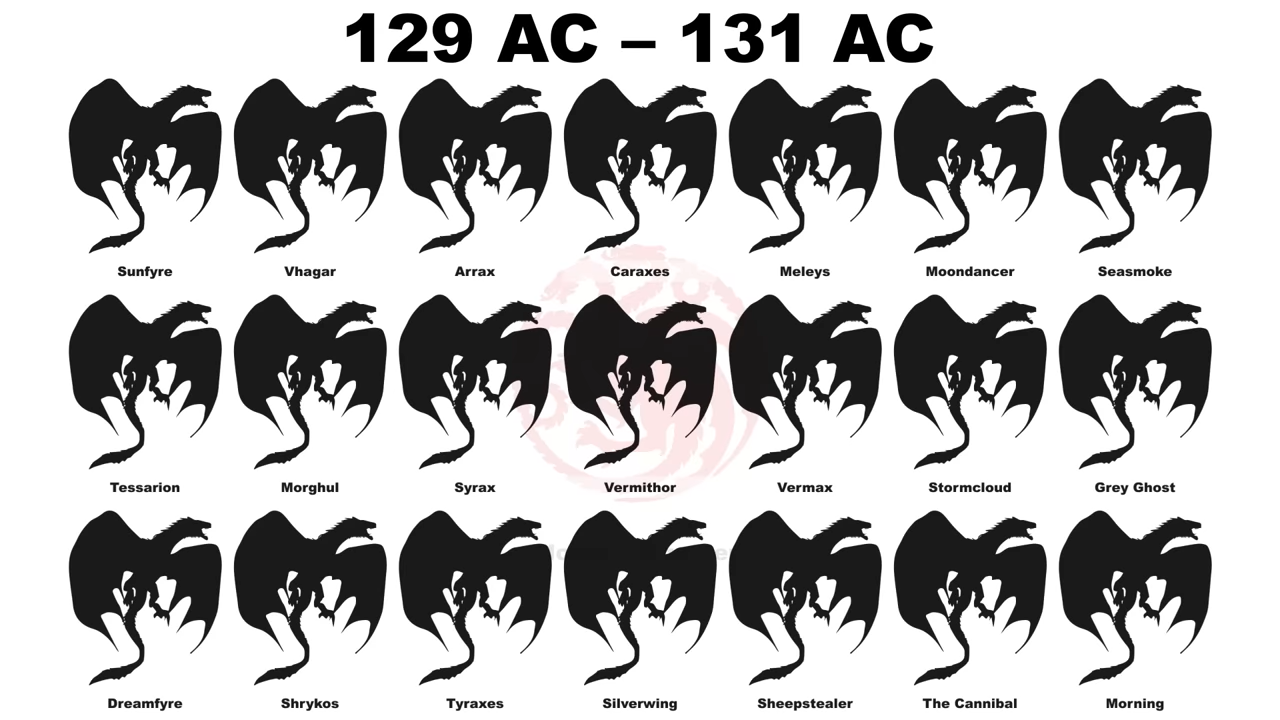 129 AC – 131 AC
Sunfyre Vhagar Arrax Caraxes Meleys Moondancer Seasmoke
Tessarion Morghul Syrax Vermithor Vermax Stormcloud Grey Ghost
Dreamfyre Shrykos Tyraxes Silverwing Sheepstealer The Cannibal Morning